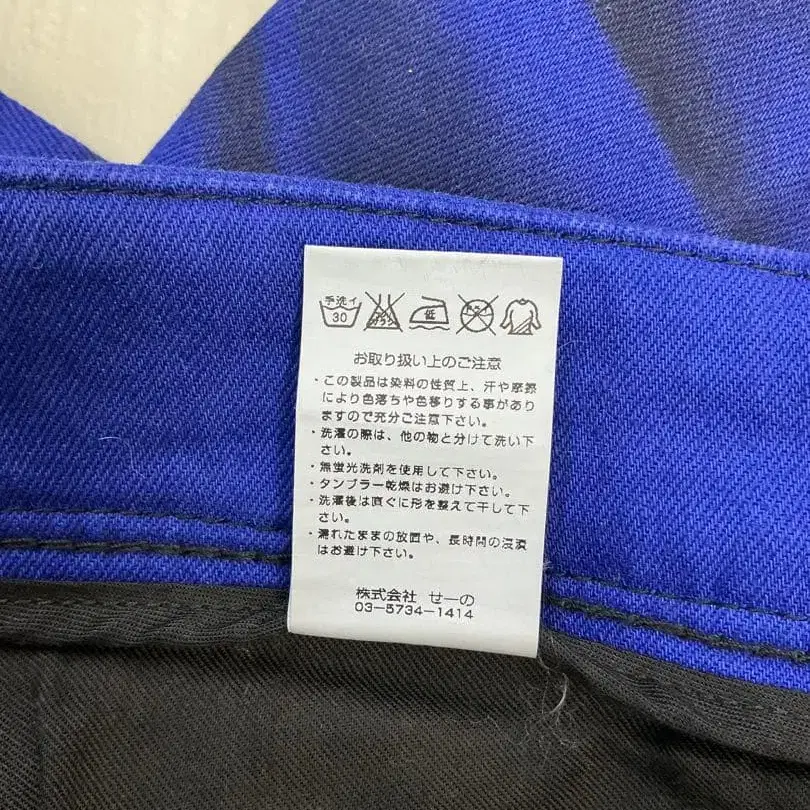 手洗イ
30
エンソ
サラシ
低
お取り扱い上のご注意
・この製品は染料の性質上、汗や摩擦
により色落ちや色移りする事があり
ますので充分ご注意下さい。
・洗濯の際は、他の物と分けて洗い下
さい。
・無蛍光洗剤を使用して下さい。
・タンブラー乾燥はお避け下さい。
・洗濯後は直ぐに形を整えて干して下
さい。
・濡れたままの放置や、長時間の浸漬
はお避け下さい。
株式会社 せーの
03-5734-1414